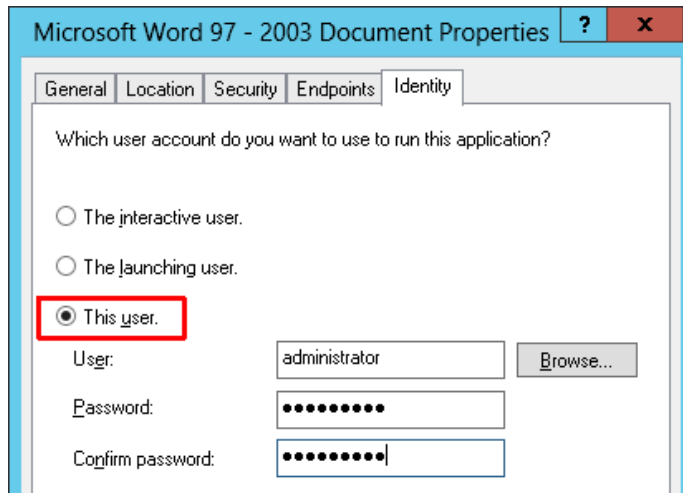 Microsoft Word 97 - 2003 Document Properties ? x
General Location Security Endpoints Identity
Which user account do you want to use to run this application?
The interactive user.
The launching user.
This user.
User: administrator Browse...
Password: •••••••••
Confirm password: •••••••••